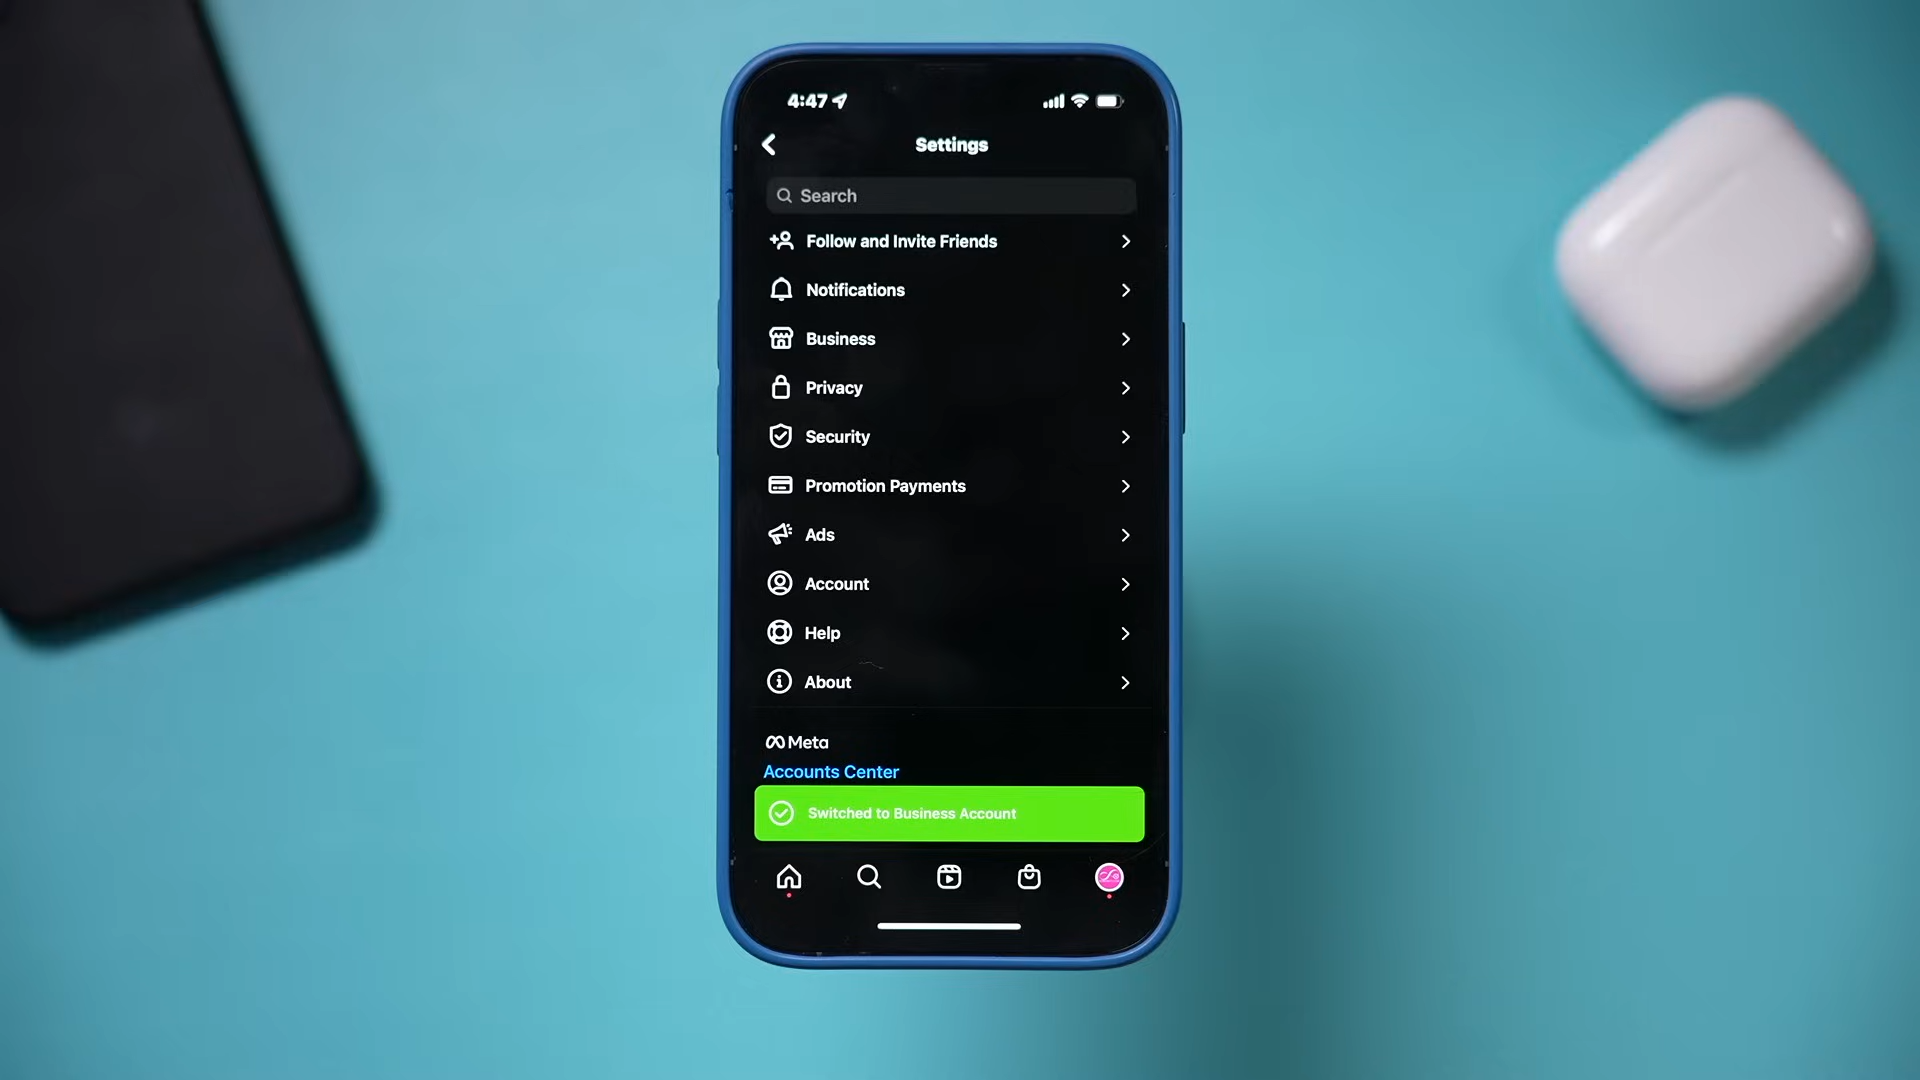 4:47
Settings
Search
Follow and Invite Friends
Notifications
Business
Privacy
Security
Promotion Payments
Ads
Account
Help
About
Meta
Accounts Center
Switched to Business Account